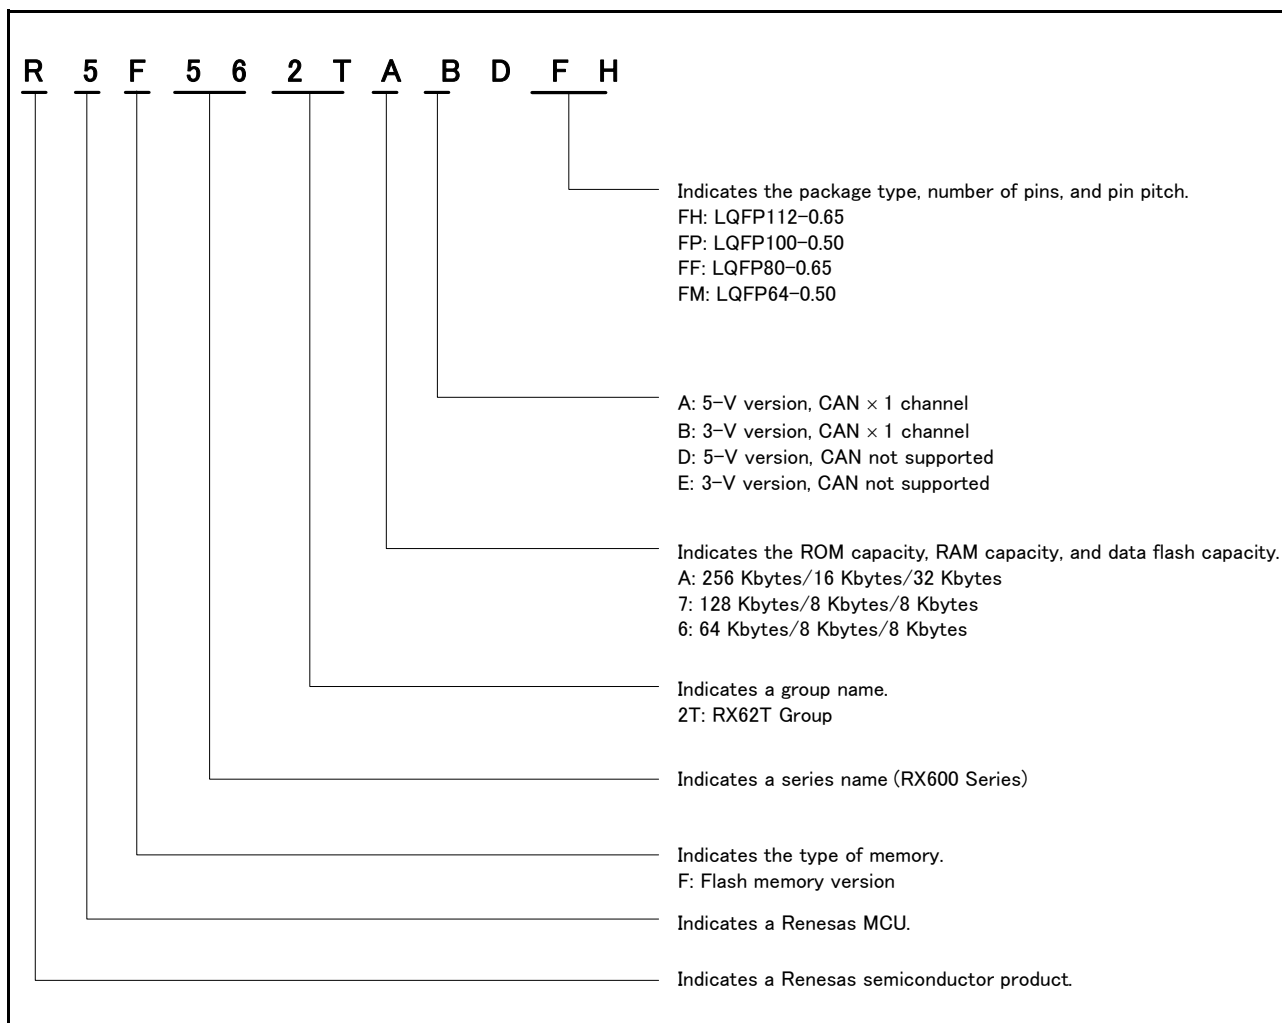 R 5 F 5 6 2 T A B D F H
Indicates the package type, number of pins, and pin pitch.
FH: LQFP112-0.65
FP: LQFP100-0.50
FF: LQFP80-0.65
FM: LQFP64-0.50
A: 5-V version, CAN × 1 channel
B: 3-V version, CAN × 1 channel
D: 5-V version, CAN not supported
E: 3-V version, CAN not supported
Indicates the ROM capacity, RAM capacity, and data flash capacity.
A: 256 Kbytes/16 Kbytes/32 Kbytes
7: 128 Kbytes/8 Kbytes/8 Kbytes
6: 64 Kbytes/8 Kbytes/8 Kbytes
Indicates a group name.
2T: RX62T Group
Indicates a series name (RX600 Series)
Indicates the type of memory.
F: Flash memory version
Indicates a Renesas MCU.
Indicates a Renesas semiconductor product.